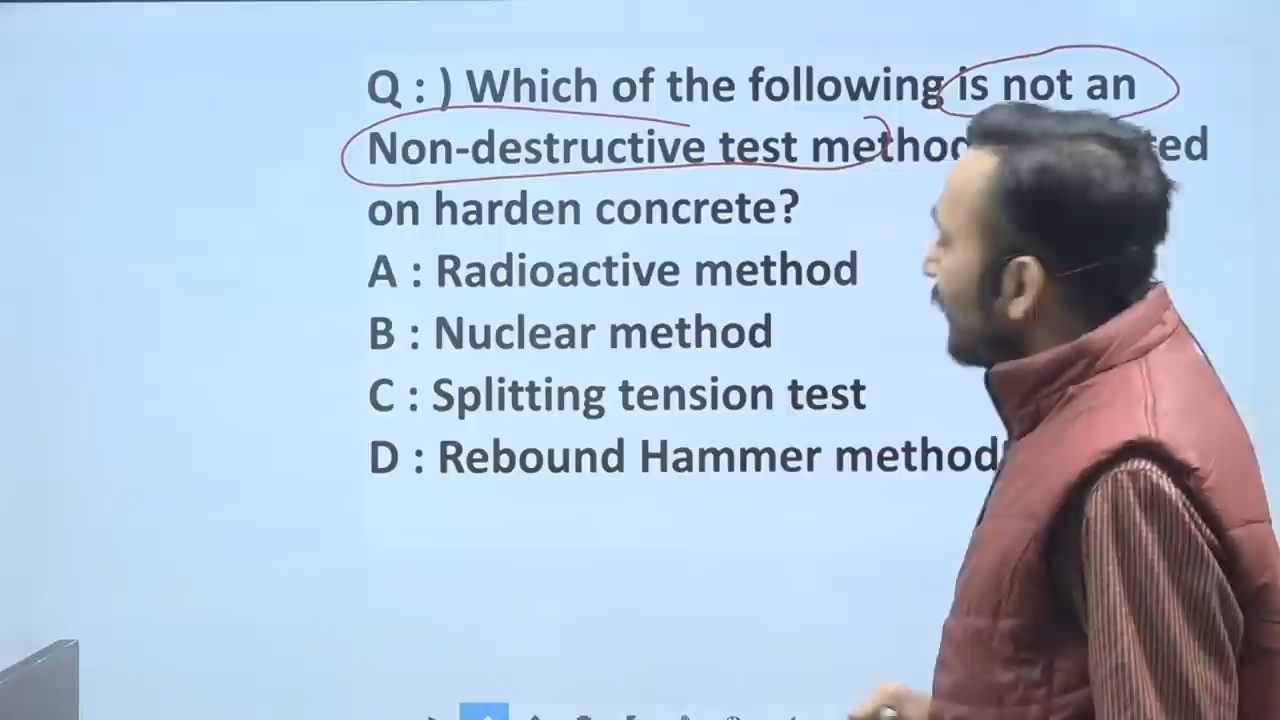 Q : ) Which of the following is not an
Non-destructive test method
on harden concrete?
A : Radioactive method
B : Nuclear method
C : Splitting tension test
D : Rebound Hammer method